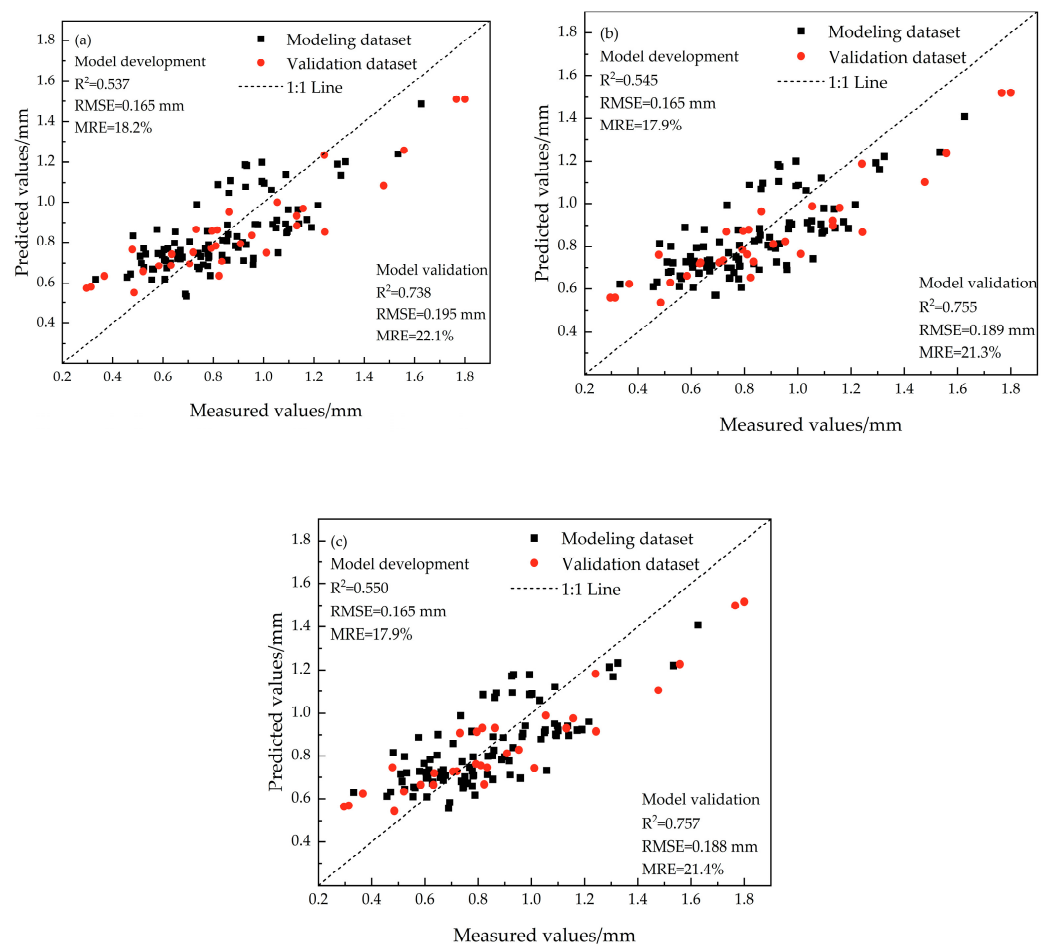 (a)
Modeling dataset
Model development
Validation dataset
R²=0.537
1:1 Line
RMSE=0.165 mm
MRE=18.2%
Model validation
R²=0.738
RMSE=0.195 mm
MRE=22.1%
Predicted values/mm
1.8
1.6
1.4
1.2
1.0
0.8
0.6
0.4
0.2 0.4 0.6 0.8 1.0 1.2 1.4 1.6 1.8
Measured values/mm
(b)
Modeling dataset
Model development
Validation dataset
R²=0.545
1:1 Line
RMSE=0.165 mm
MRE=17.9%
Model validation
R²=0.755
RMSE=0.189 mm
MRE=21.3%
Predicted values/mm
1.8
1.6
1.4
1.2
1.0
0.8
0.6
0.4
0.2 0.4 0.6 0.8 1.0 1.2 1.4 1.6 1.8
Measured values/mm
(c)
Modeling dataset
Model development
Validation dataset
R²=0.550
1:1 Line
RMSE=0.165 mm
MRE=17.9%
Model validation
R²=0.757
RMSE=0.188 mm
MRE=21.4%
Predicted values/mm
1.8
1.6
1.4
1.2
1.0
0.8
0.6
0.4
0.2 0.4 0.6 0.8 1.0 1.2 1.4 1.6 1.8
Measured values/mm